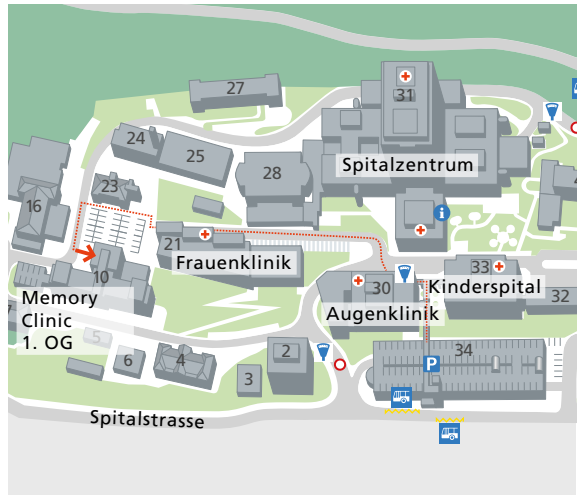 27
31
24
25
Spitalzentrum
28
23
16
i
21
Frauenklinik
10
33
Kinderspital
30
Augenklinik
32
Memory
Clinic
1. OG
5
6
4
2
34
P
3
Spitalstrasse